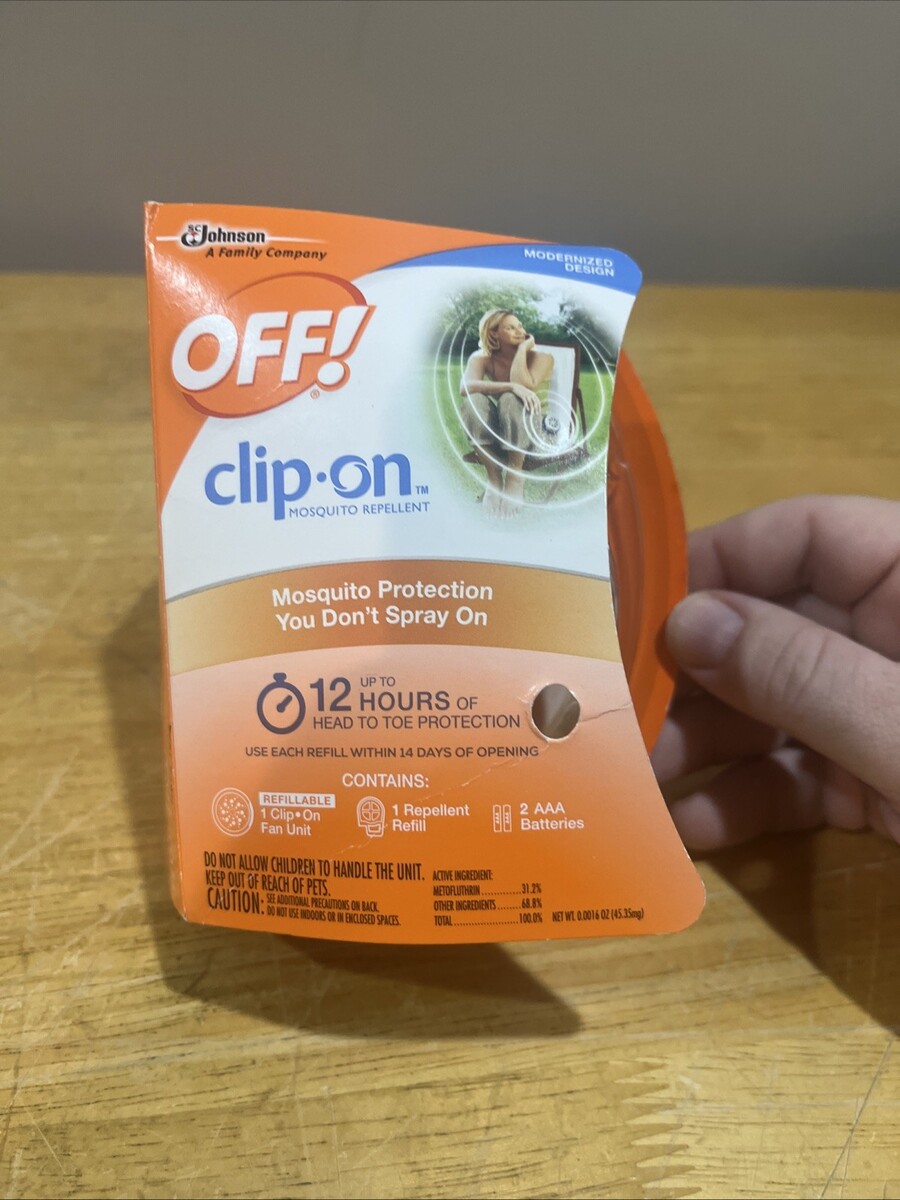 SC Johnson
A Family Company
MODERNIZED
DESIGN
OFF!®
clip•on™
MOSQUITO REPELLENT
Mosquito Protection
You Don't Spray On
12 UP TO
HOURS OF
HEAD TO TOE PROTECTION
USE EACH REFILL WITHIN 14 DAYS OF OPENING
CONTAINS:
REFILLABLE
1 Clip•On
Fan Unit
1 Repellent
Refill
2 AAA
Batteries
DO NOT ALLOW CHILDREN TO HANDLE THE UNIT.
KEEP OUT OF REACH OF PETS.
CAUTION: SEE ADDITIONAL PRECAUTIONS ON BACK.
DO NOT USE INDOORS OR IN ENCLOSED SPACES.
ACTIVE INGREDIENT:
METOFLUTHRIN.............31.2%
OTHER INGREDIENTS........68.8%
TOTAL......................100.0%
NET WT. 0.0016 OZ (45.35mg)